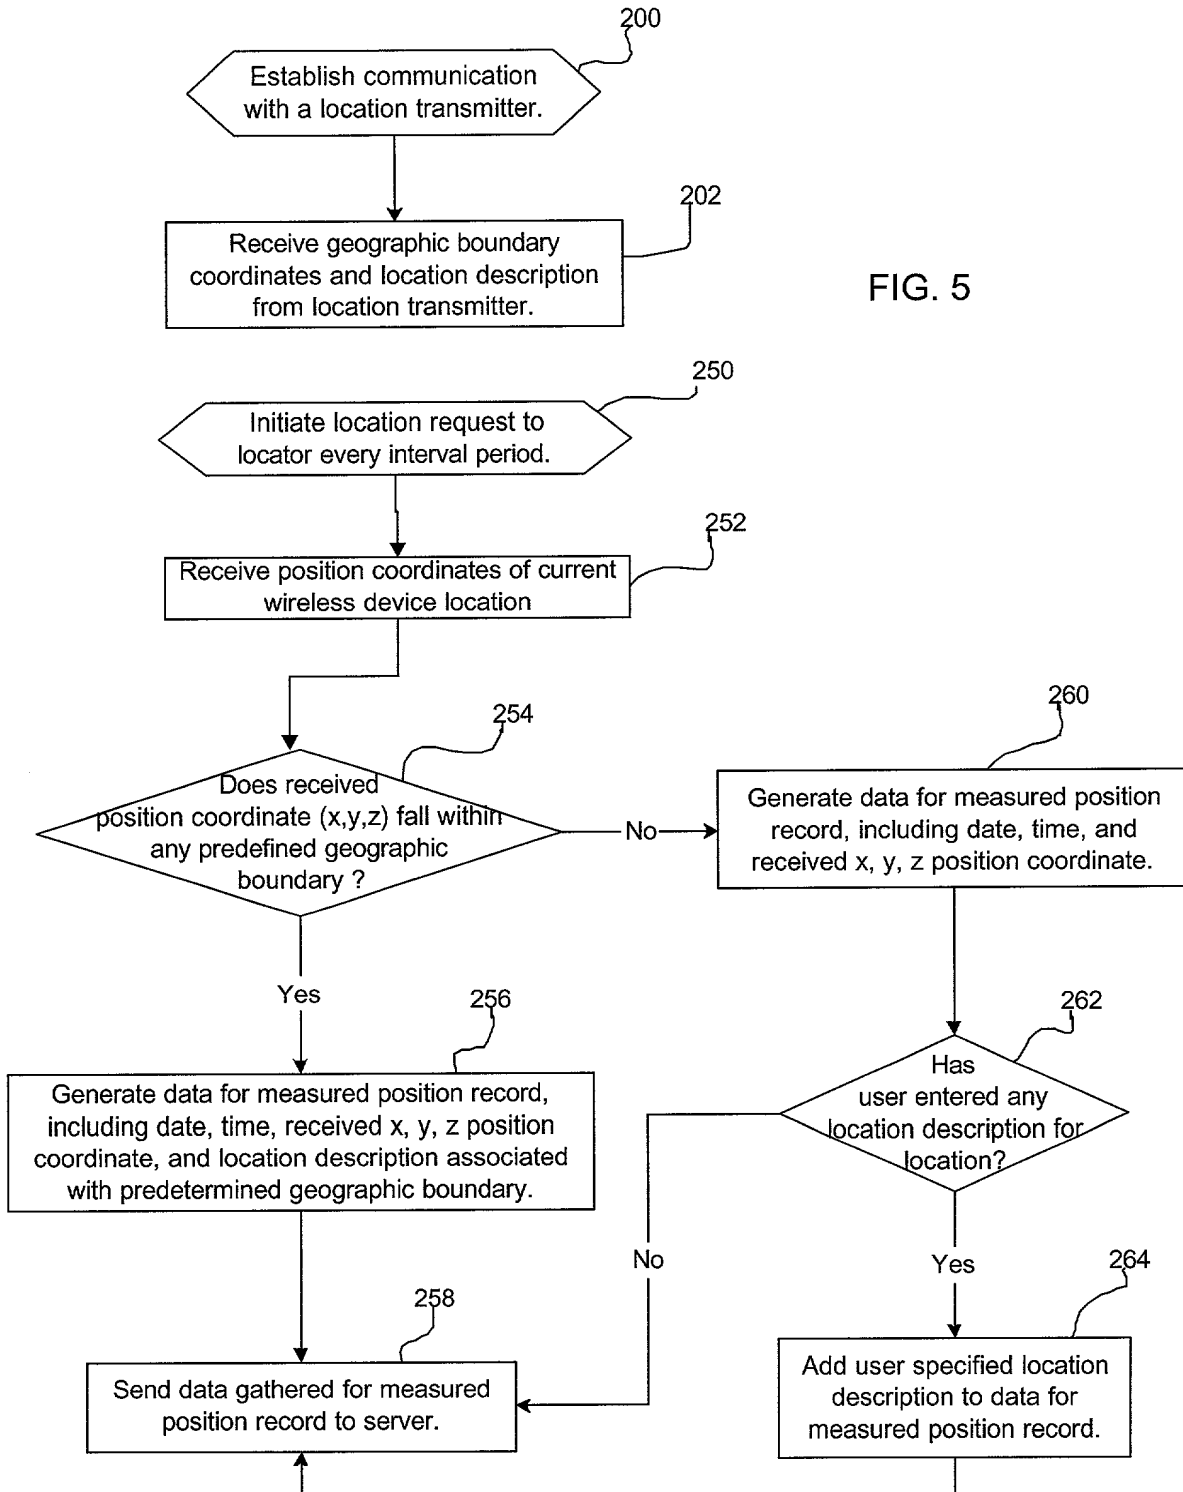 200
Establish communication
with a location transmitter.
202
Receive geographic boundary
coordinates and location description
from location transmitter.
FIG. 5
250
Initiate location request to
locator every interval period.
252
Receive position coordinates of current
wireless device location
254
Does received
position coordinate (x,y,z) fall within
any predefined geographic
boundary ?
No
260
Generate data for measured position
record, including date, time, and
received x, y, z position coordinate.
Yes
256
Generate data for measured position record,
including date, time, received x, y, z position
coordinate, and location description associated
with predetermined geographic boundary.
262
Has
user entered any
location description for
location?
No
Yes
258
Send data gathered for measured
position record to server.
264
Add user specified location
description to data for
measured position record.